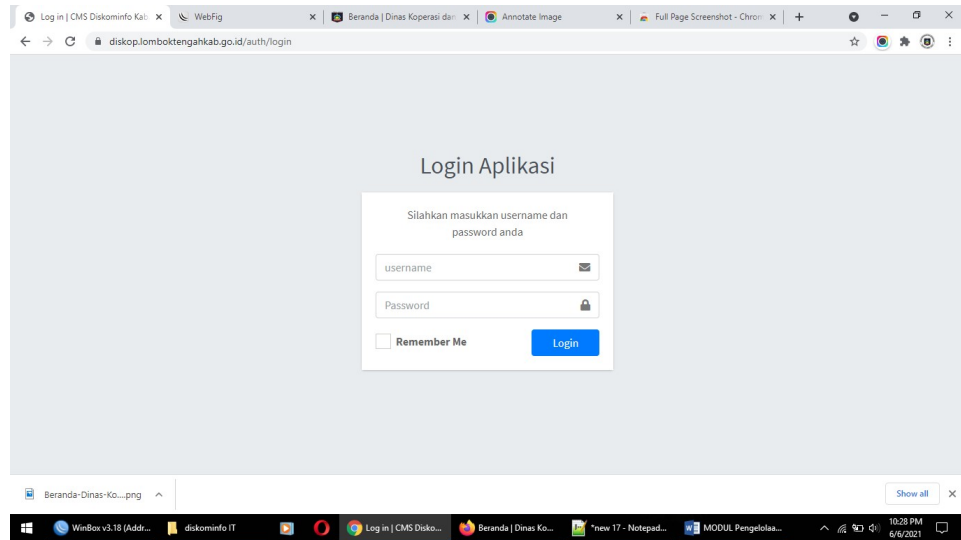 Log in | CMS Diskominfo Kab
WebFig
Beranda | Dinas Koperasi dan
Annotate Image
Full Page Screenshot - Chrom
diskop.lomboktengahkab.go.id/auth/login
Login Aplikasi
Silahkan masukkan username dan
password anda
username
Password
Remember Me
Login
Beranda-Dinas-Ko....png
Show all
WinBox v3.18 (Addr...
diskominfo IT
Log in | CMS Disko...
Beranda | Dinas Ko...
*new 17 - Notepad...
MODUL Pengelolaa...
10:28 PM
6/6/2021